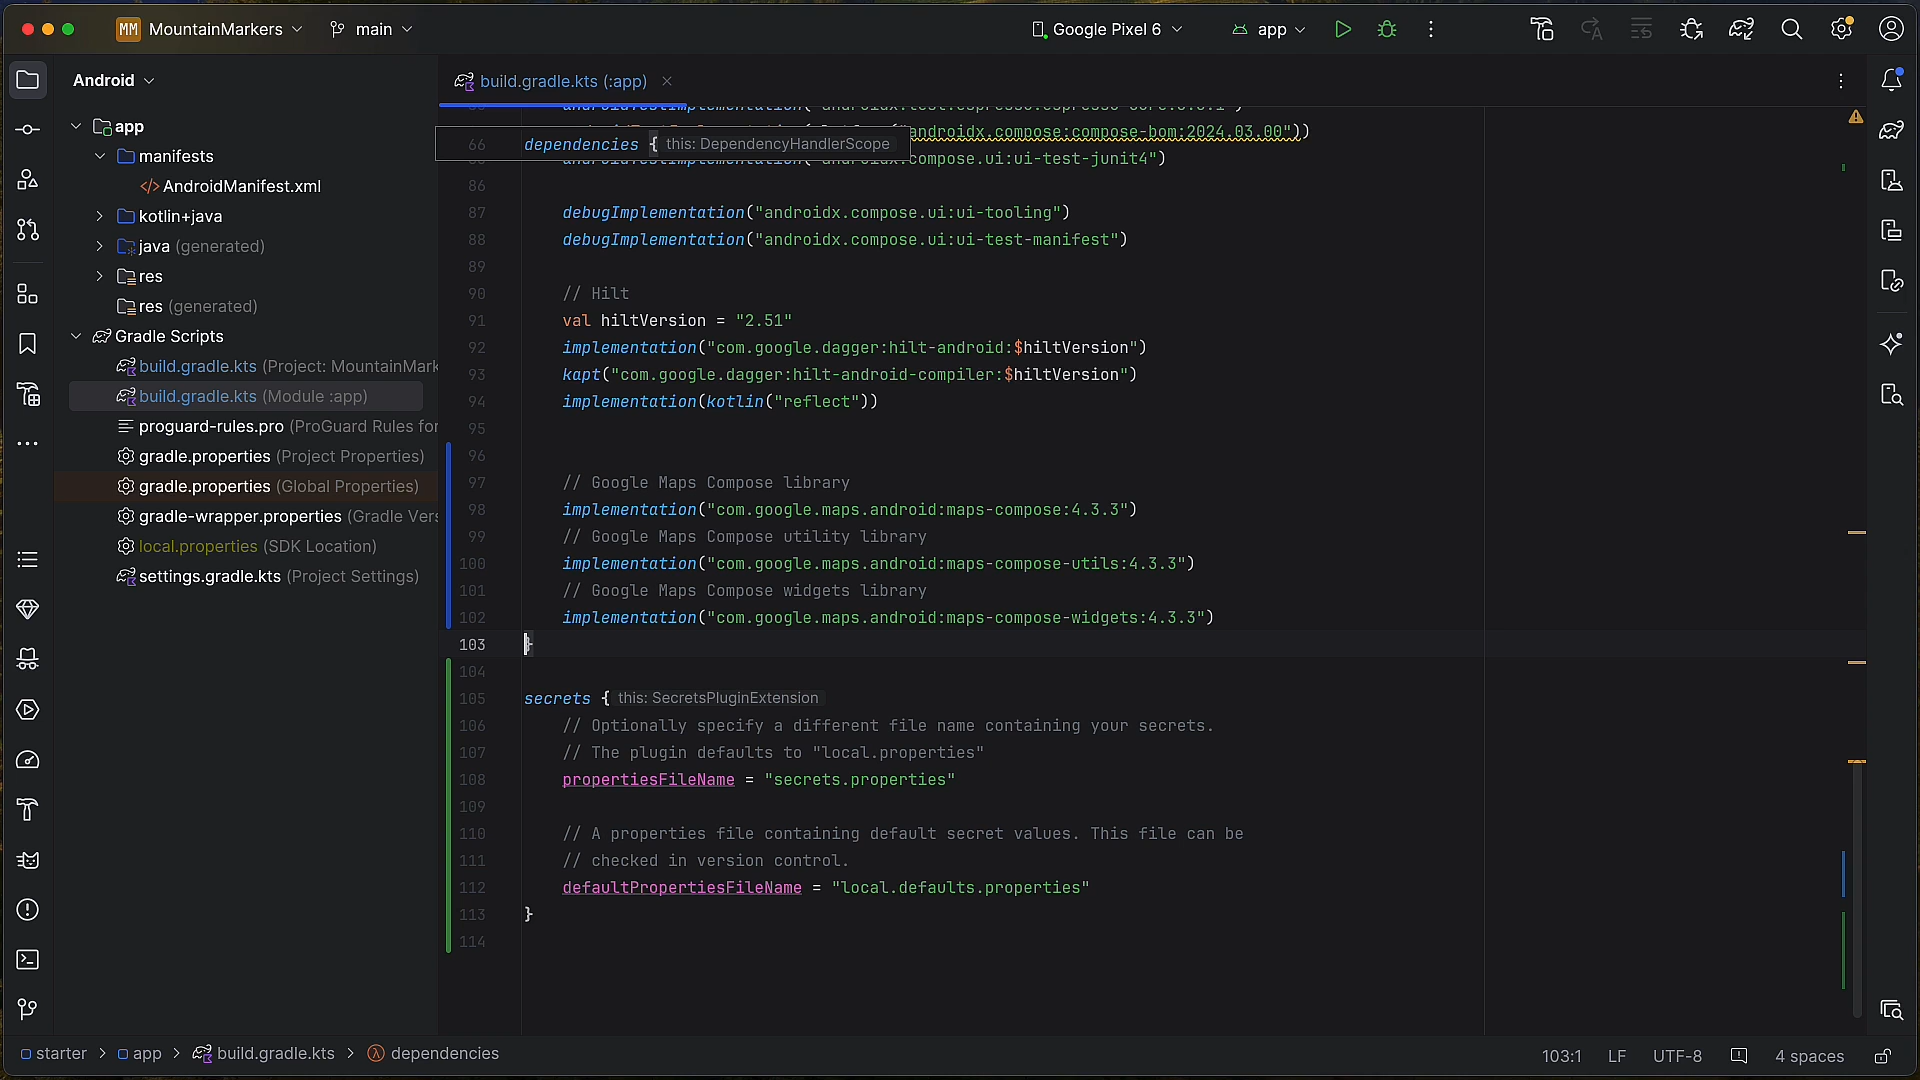 MM MountainMarkers main Google Pixel 6 app
Android
app
manifests
</> AndroidManifest.xml
kotlin+java
java (generated)
res
res (generated)
Gradle Scripts
build.gradle.kts (Project: MountainMark
build.gradle.kts (Module :app)
proguard-rules.pro (ProGuard Rules for
gradle.properties (Project Properties)
gradle.properties (Global Properties)
gradle-wrapper.properties (Gradle Vers
local.properties (SDK Location)
settings.gradle.kts (Project Settings)
build.gradle.kts (:app)
androidx.compose:compose-bom:2024.03.00"))
66 dependencies { this: DependencyHandlerScope
compose.ui:ui-test-junit4")
86
87 debugImplementation("androidx.compose.ui:ui-tooling")
88 debugImplementation("androidx.compose.ui:ui-test-manifest")
89
90 // Hilt
91 val hiltVersion = "2.51"
92 implementation("com.google.dagger:hilt-android:$hiltVersion")
93 kapt("com.google.dagger:hilt-android-compiler:$hiltVersion")
94 implementation(kotlin("reflect"))
95
96
97 // Google Maps Compose library
98 implementation("com.google.maps.android:maps-compose:4.3.3")
99 // Google Maps Compose utility library
100 implementation("com.google.maps.android:maps-compose-utils:4.3.3")
101 // Google Maps Compose widgets library
102 implementation("com.google.maps.android:maps-compose-widgets:4.3.3")
103 }
104
105 secrets { this: SecretsPluginExtension
106 // Optionally specify a different file name containing your secrets.
107 // The plugin defaults to "local.properties"
108 propertiesFileName = "secrets.properties"
109
110 // A properties file containing default secret values. This file can be
111 // checked in version control.
112 defaultPropertiesFileName = "local.defaults.properties"
113 }
114
starter > app > build.gradle.kts > dependencies 103:1 LF UTF-8 4 spaces